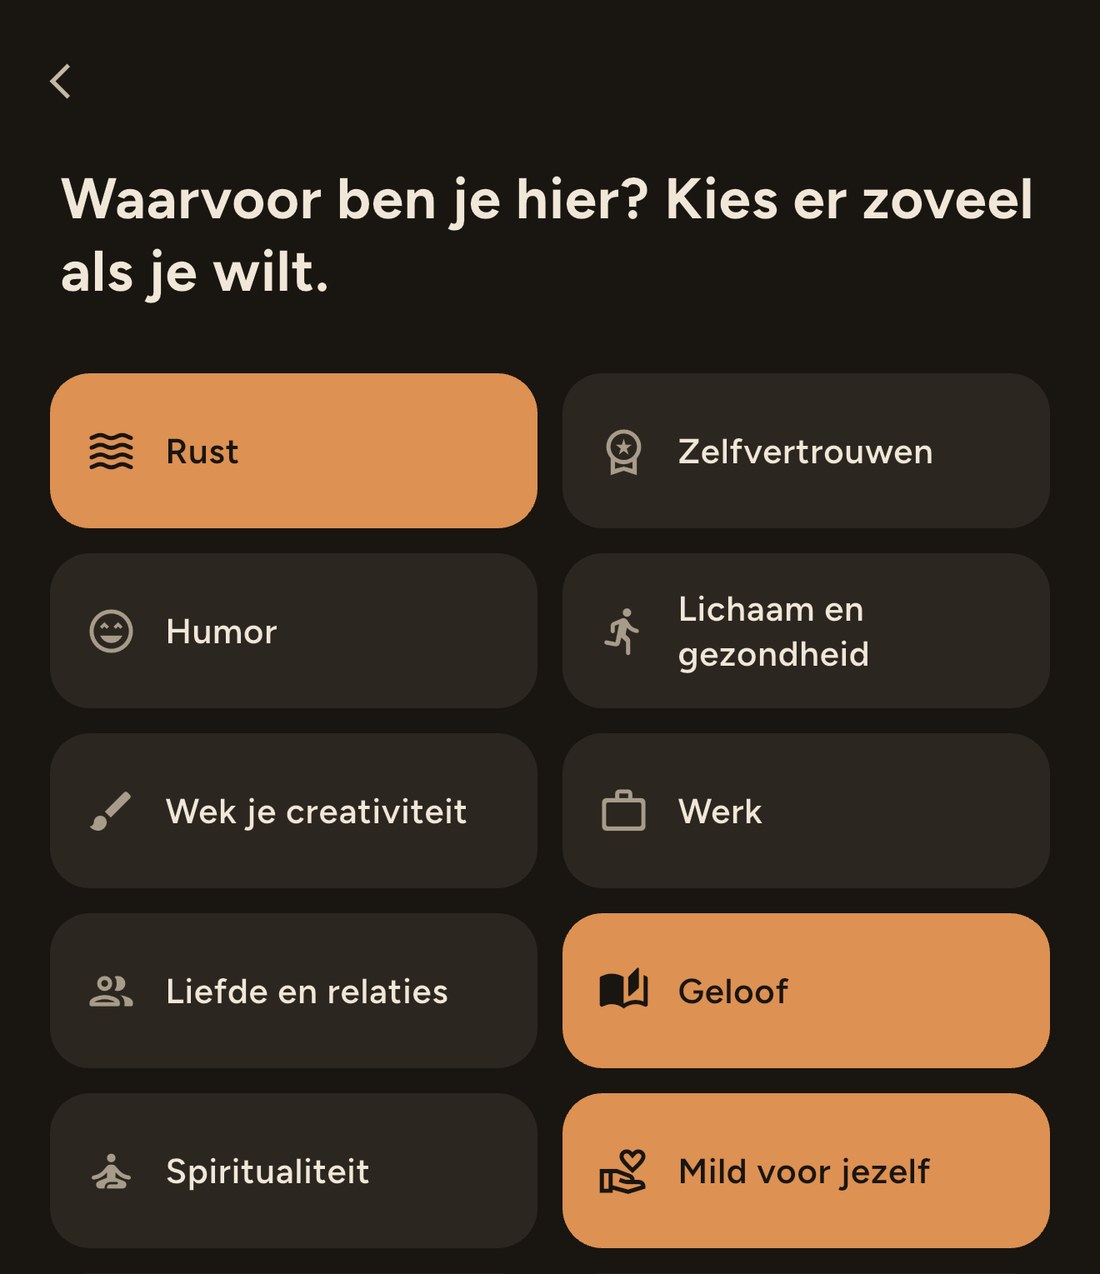 Waarvoor ben je hier? Kies er zoveel
als je wilt.
Rust
Zelfvertrouwen
Humor
Lichaam en
gezondheid
Wek je creativiteit
Werk
Liefde en relaties
Geloof
Spiritualiteit
Mild voor jezelf